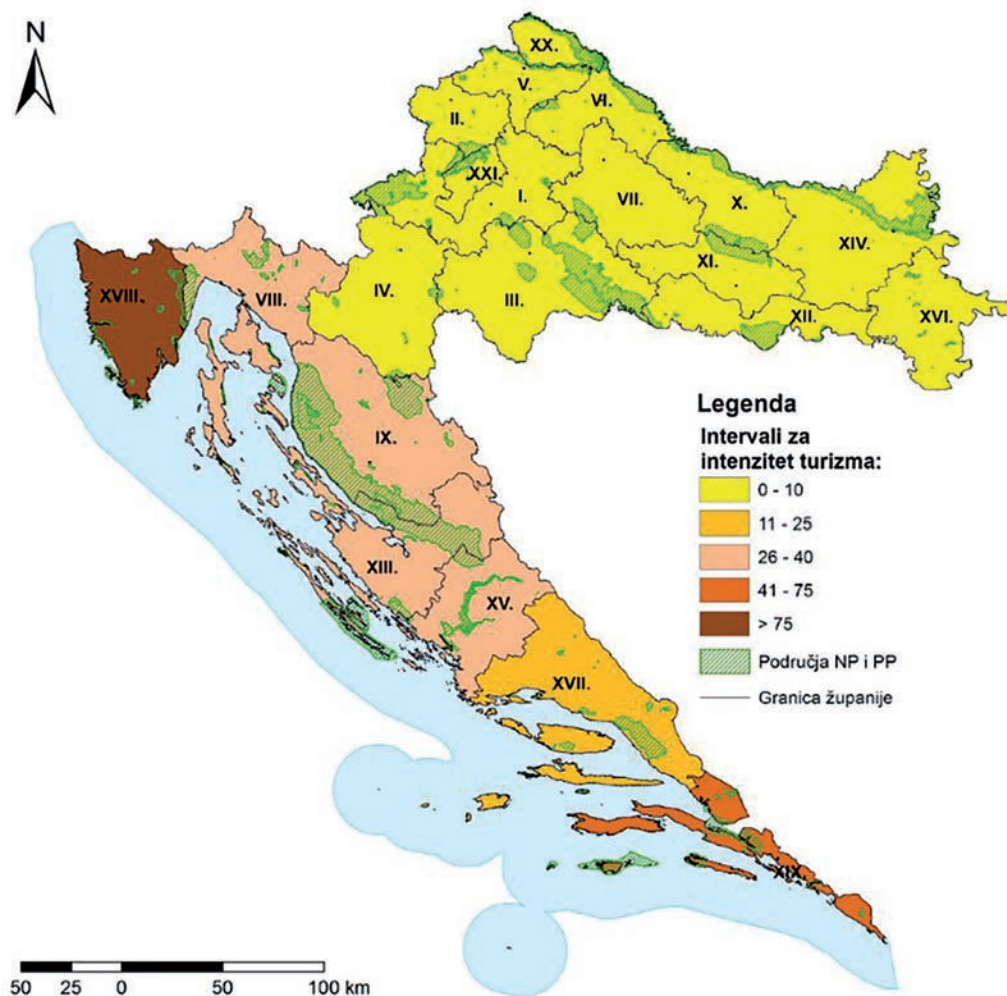 N
XX.
V.
VI.
II.
XXI.
I.
VII.
X.
XIV.
XI.
XVIII.
VIII.
IV.
III.
XII.
XVI.
IX.
XIII.
XV.
XVII.
XIX.
Legenda
Intervali za
intenzitet turizma:
0 - 10
11 - 25
26 - 40
41 - 75
> 75
Područja NP i PP
Granica županije
50 25 0 50 100 km